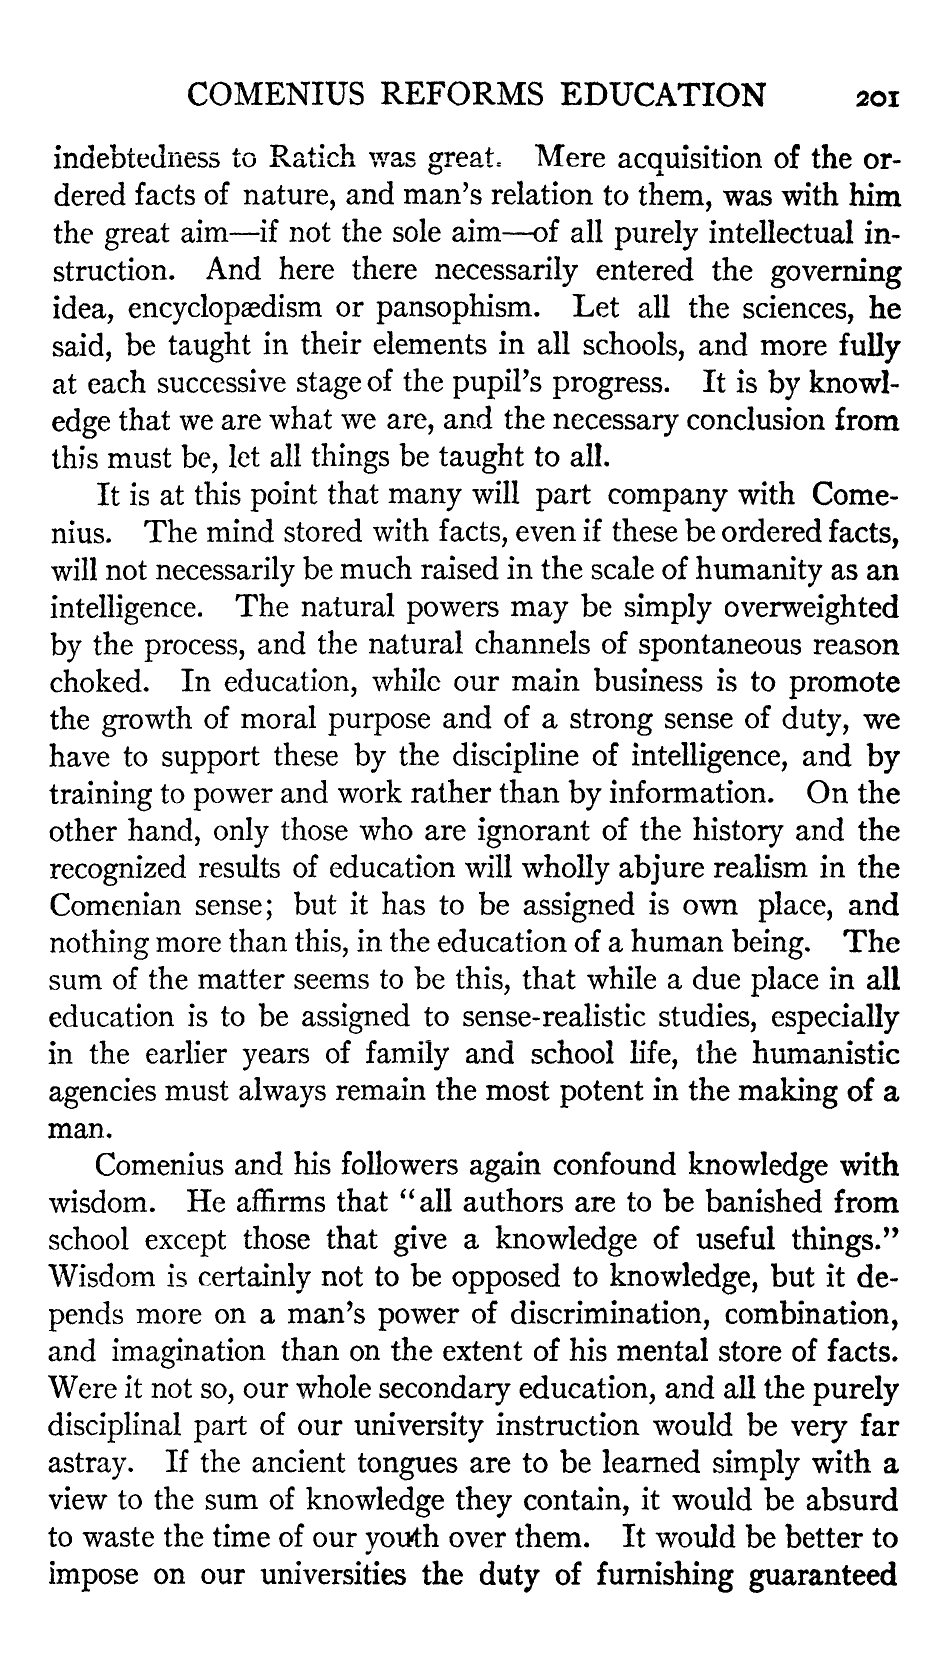 COMENIUS REFORMS EDUCATION 201
indebtedness to Ratich was great. Mere acquisition of the or-
dered facts of nature, and man's relation to them, was with him
the great aim—if not the sole aim—of all purely intellectual in-
struction. And here there necessarily entered the governing
idea, encyclopædism or pansophism. Let all the sciences, he
said, be taught in their elements in all schools, and more fully
at each successive stage of the pupil's progress. It is by knowl-
edge that we are what we are, and the necessary conclusion from
this must be, let all things be taught to all.
It is at this point that many will part company with Come-
nius. The mind stored with facts, even if these be ordered facts,
will not necessarily be much raised in the scale of humanity as an
intelligence. The natural powers may be simply overweighted
by the process, and the natural channels of spontaneous reason
choked. In education, while our main business is to promote
the growth of moral purpose and of a strong sense of duty, we
have to support these by the discipline of intelligence, and by
training to power and work rather than by information. On the
other hand, only those who are ignorant of the history and the
recognized results of education will wholly abjure realism in the
Comenian sense; but it has to be assigned is own place, and
nothing more than this, in the education of a human being. The
sum of the matter seems to be this, that while a due place in all
education is to be assigned to sense-realistic studies, especially
in the earlier years of family and school life, the humanistic
agencies must always remain the most potent in the making of a
man.
Comenius and his followers again confound knowledge with
wisdom. He affirms that "all authors are to be banished from
school except those that give a knowledge of useful things."
Wisdom is certainly not to be opposed to knowledge, but it de-
pends more on a man's power of discrimination, combination,
and imagination than on the extent of his mental store of facts.
Were it not so, our whole secondary education, and all the purely
disciplinal part of our university instruction would be very far
astray. If the ancient tongues are to be learned simply with a
view to the sum of knowledge they contain, it would be absurd
to waste the time of our youth over them. It would be better to
impose on our universities the duty of furnishing guaranteed